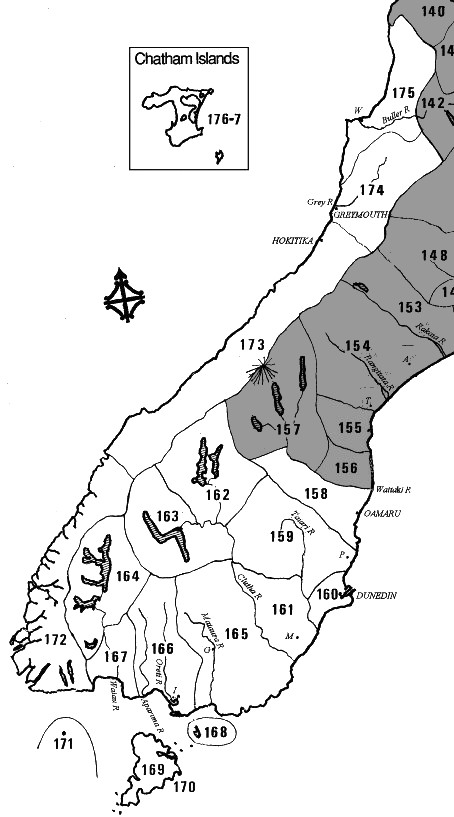 140
14
Chatham Islands
175
142
W
Buller R
176-7
174
Grey R
GREYMOUTH
HOKITIKA
148
14
153
Rakaia R
173
154
A
Rangitata R
T
157
155
156
162
158
Waitaki R
OAMARU
163
Taieri R
159
P
164
Clutha R
160
DUNEDIN
161
172
Mataura R
165
M
166
G
167
Oreti R
Waiau R
I
Aparima R
168
171
169
170